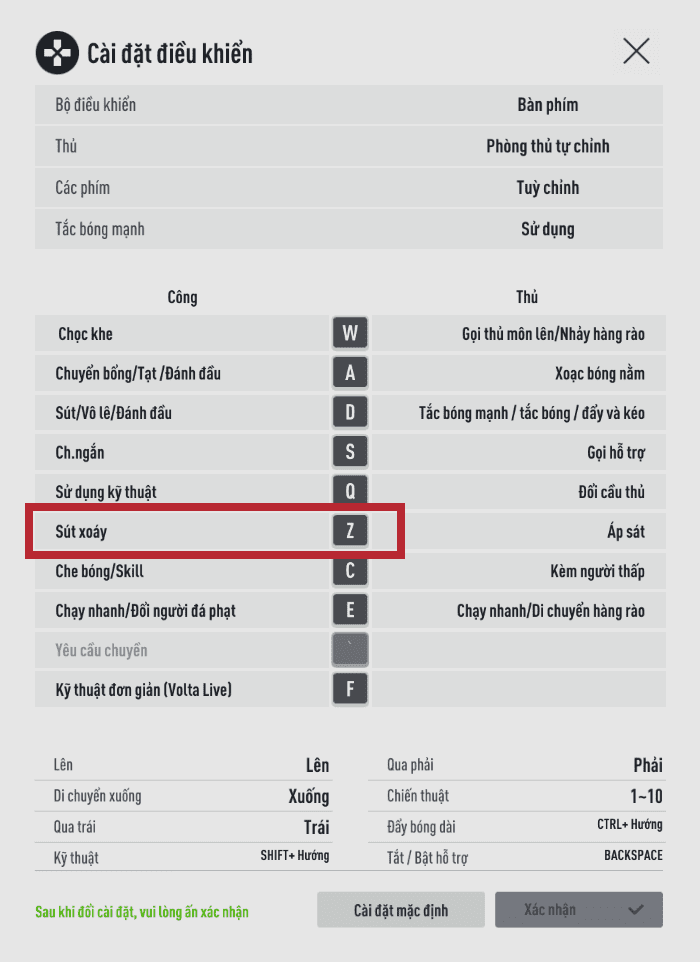 Cài đặt điều khiển
Bộ điều khiển Bàn phím
Thủ Phòng thủ tự chỉnh
Các phím Tuỳ chỉnh
Tắc bóng mạnh Sử dụng
Công Thủ
Chọc khe W Gọi thủ môn lên/Nhảy hàng rào
Chuyển bổng/Tạt /Đánh đầu A Xoạc bóng nằm
Sút/Vô lê/Đánh đầu D Tắc bóng mạnh / tắc bóng / đẩy và kéo
Ch.ngắn S Gọi hỗ trợ
Sử dụng kỹ thuật Q Đổi cầu thủ
Sút xoáy Z Áp sát
Che bóng/Skill C Kèm người thấp
Chạy nhanh/Đổi người đá phạt E Chạy nhanh/Di chuyển hàng rào
Yêu cầu chuyền `
Kỹ thuật đơn giản (Volta Live) F
Lên Lên Qua phải Phải
Di chuyển xuống Xuống Chiến thuật 1~10
Qua trái Trái Đẩy bóng dài CTRL+ Hướng
Kỹ thuật SHIFT+ Hướng Tắt / Bật hỗ trợ BACKSPACE
Sau khi đổi cài đặt, vui lòng ấn xác nhận Cài đặt mặc định Xác nhận